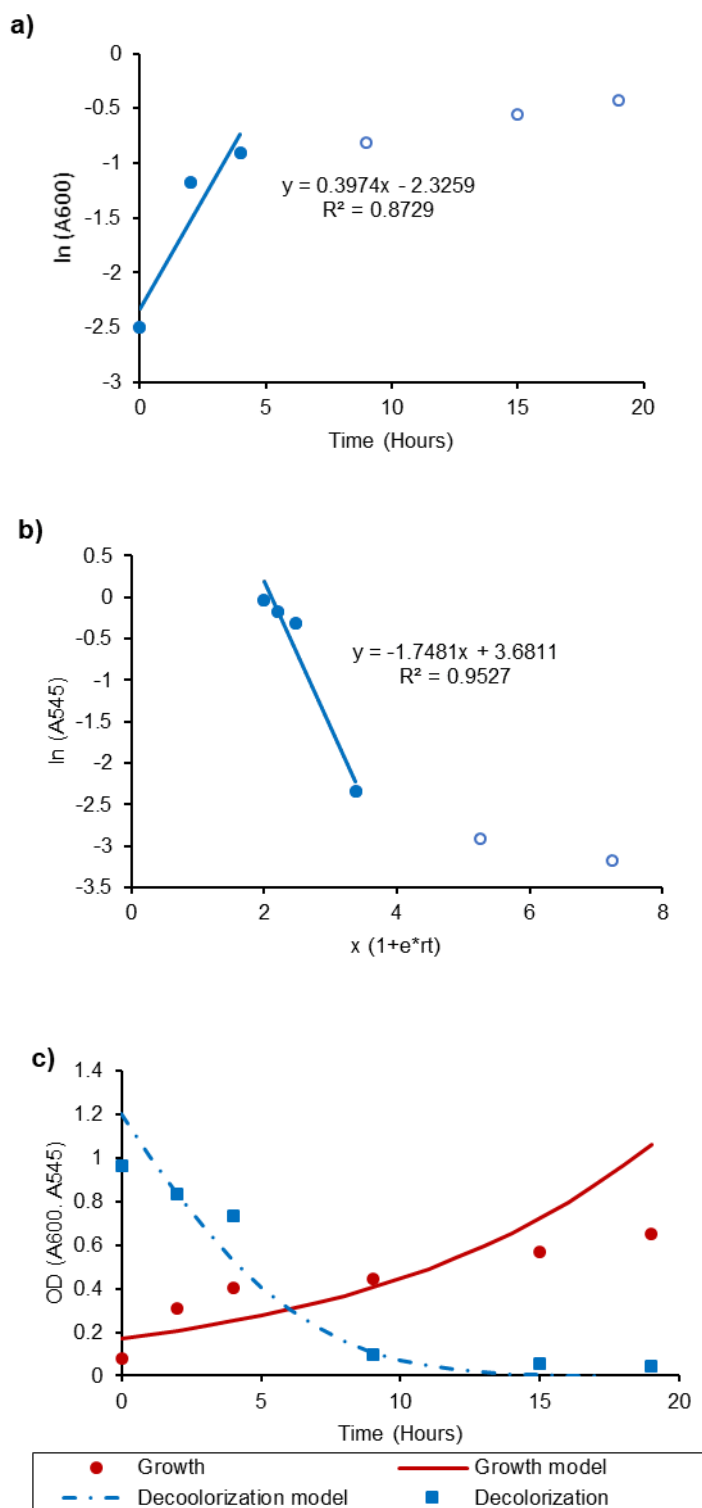 a)
0
-0.5
-1
-1.5
-2
-2.5
-3
ln (A600)
y = 0.3974x - 2.3259
R² = 0.8729
0 5 10 15 20
Time (Hours)
b)
0.5
0
-0.5
-1
-1.5
-2
-2.5
-3
-3.5
ln (A545)
y = -1.7481x + 3.6811
R² = 0.9527
0 2 4 6 8
x (1+e*rt)
c)
1.4
1.2
1
0.8
0.6
0.4
0.2
0
OD (A600. A545)
0 5 10 15 20
Time (Hours)
Growth Growth model
Decoolorization model Decolorization